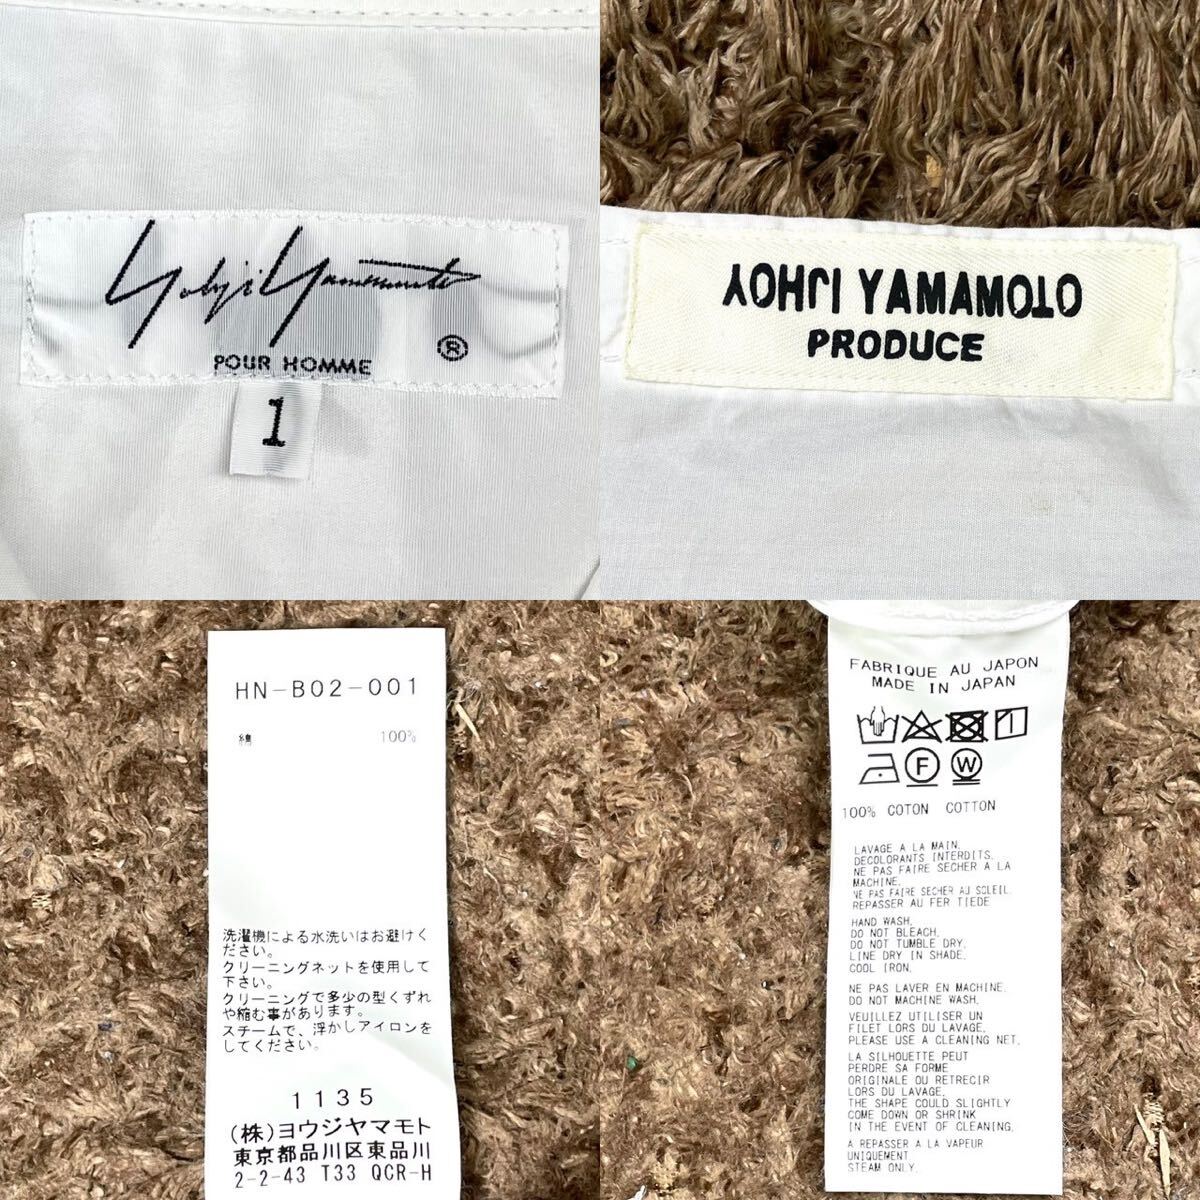 Yohji Yamamoto
®
POUR HOMME
1
YOHJI YAMAMOTO
PRODUCE
HN-B02-001
綿 100%
洗濯機による水洗いはお避けく
ださい。
クリーニングネットを使用して
下さい。
クリーニングで多少の型くずれ
や縮む事があります。
スチームで、浮かしアイロンを
してください。
1135
(株)ヨウジヤマモト
東京都品川区東品川
2-2-43 T33 QCR-H
FABRIQUE AU JAPON
MADE IN JAPAN
F W
100% COTON COTTON
LAVAGE A LA MAIN.
DECOLORANTS INTERDITS.
NE PAS FAIRE SECHER A LA
MACHINE.
NE PAS FAIRE SECHER AU SOLEIL.
REPASSER AU FER TIEDE
HAND WASH.
DO NOT BLEACH.
DO NOT TUMBLE DRY.
LINE DRY IN SHADE.
COOL IRON.
NE PAS LAVER EN MACHINE.
DO NOT MACHINE WASH.
VEUILLEZ UTILISER UN
FILET LORS DU LAVAGE.
PLEASE USE A CLEANING NET.
LA SILHOUETTE PEUT
PERDRE SA FORME
ORIGINALE OU RETRECIR
LORS DU LAVAGE.
THE SHAPE COULD SLIGHTLY
COME DOWN OR SHRINK
IN THE EVENT OF CLEANING.
A REPASSER A LA VAPEUR
UNIQUEMENT
STEAM ONLY.